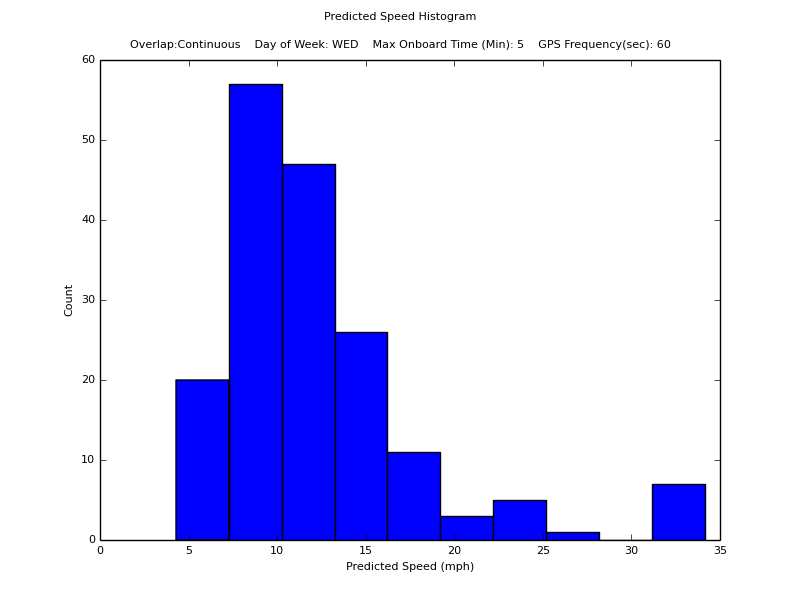 Predicted Speed Histogram
Overlap:Continuous    Day of Week: WED    Max Onboard Time (Min): 5    GPS Frequency(sec): 60
60
50
40
30
20
10
0
Count
0 5 10 15 20 25 30 35
Predicted Speed (mph)